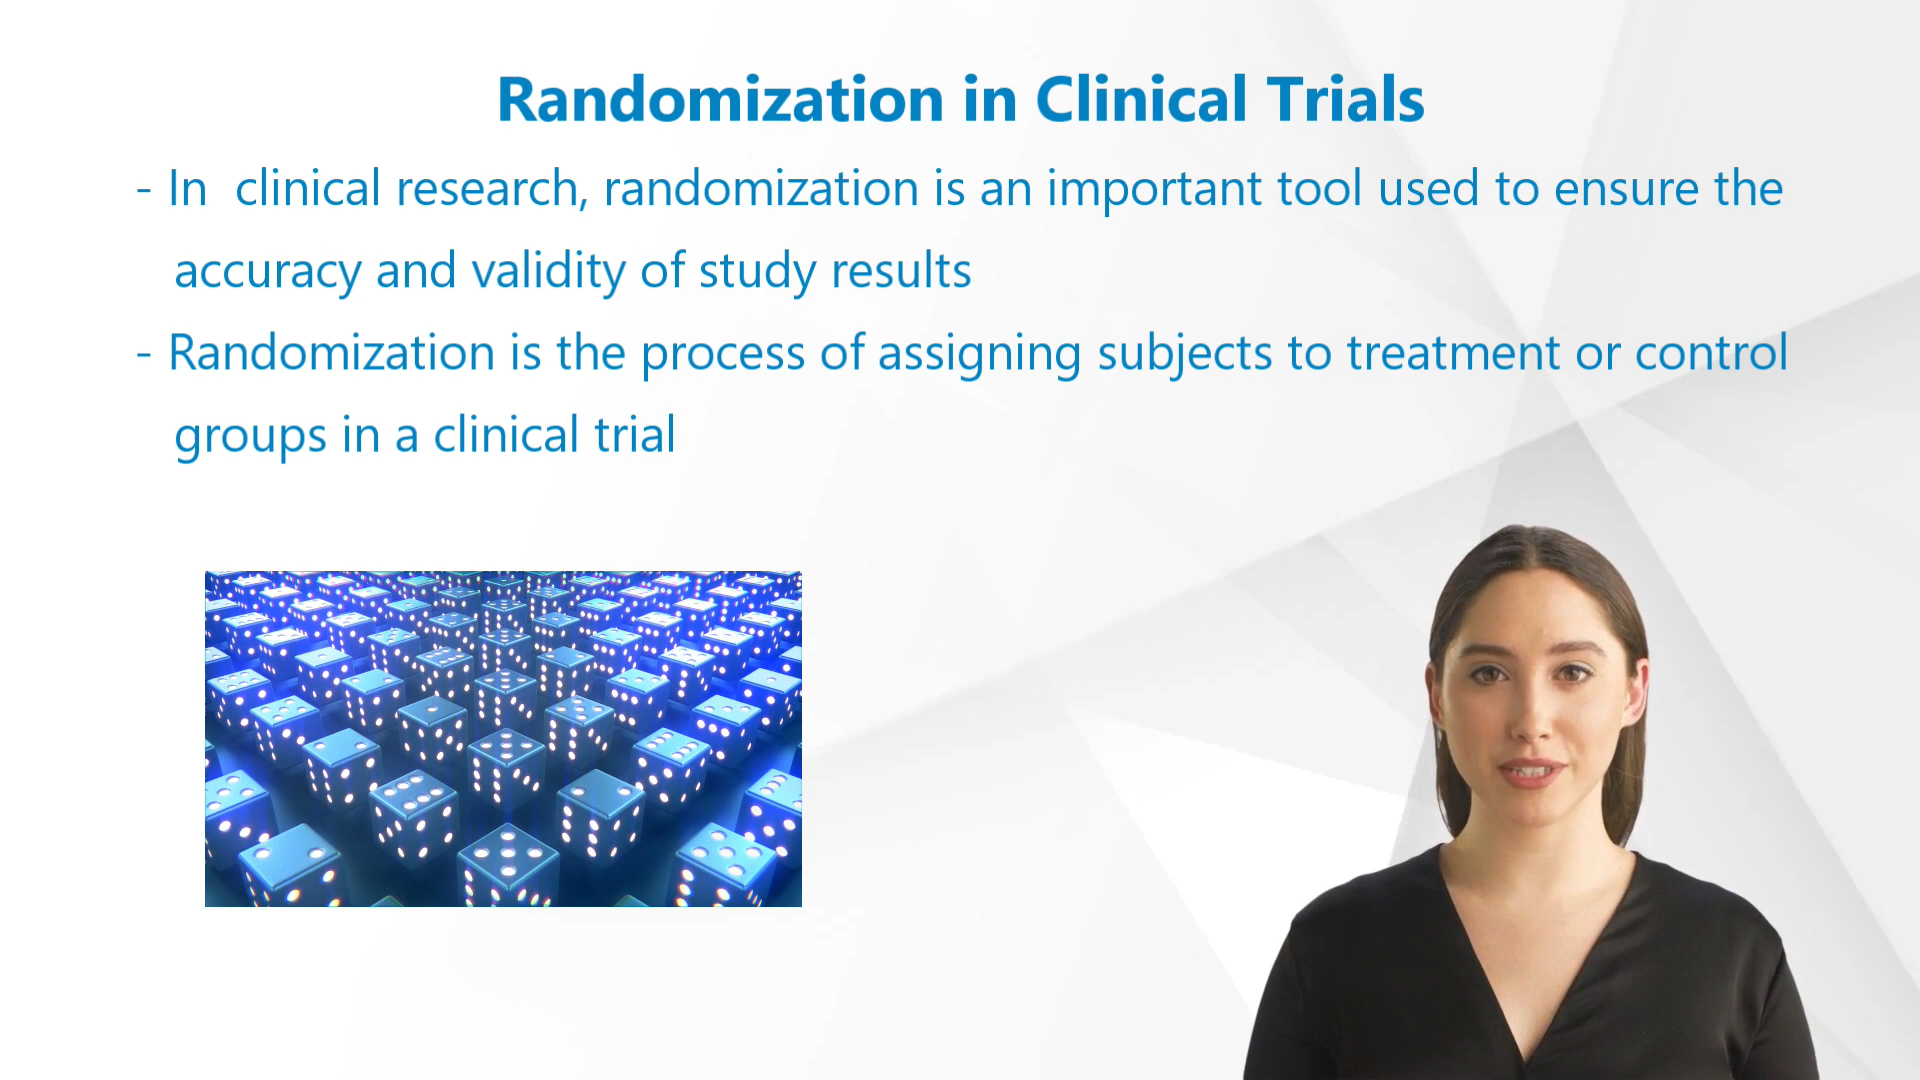 Randomization in Clinical Trials
- In  clinical research, randomization is an important tool used to ensure the
accuracy and validity of study results
- Randomization is the process of assigning subjects to treatment or control
groups in a clinical trial